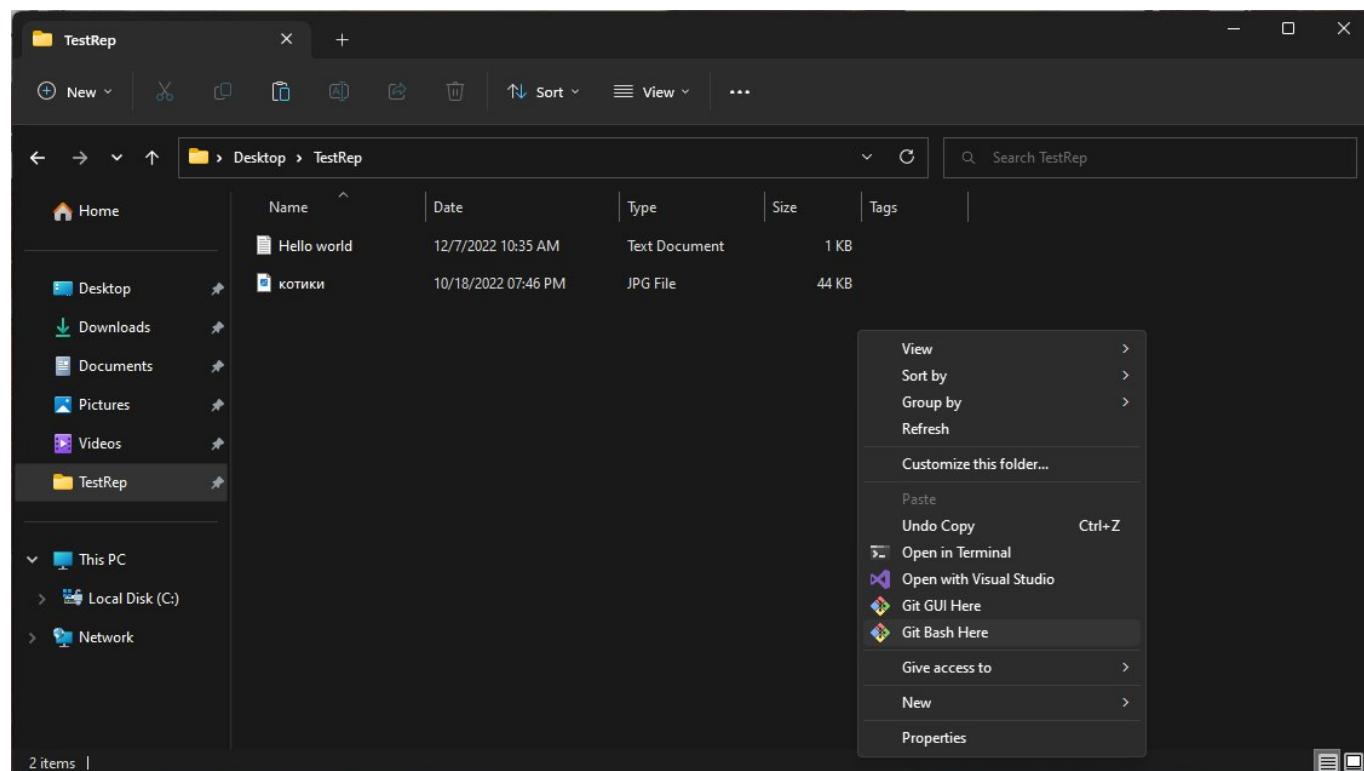 TestRep
New
Sort
View
Desktop > TestRep
Search TestRep
Name Date Type Size Tags
Hello world 12/7/2022 10:35 AM Text Document 1 KB
котики 10/18/2022 07:46 PM JPG File 44 KB
Home
Desktop
Downloads
Documents
Pictures
Videos
TestRep
This PC
Local Disk (C:)
Network
View
Sort by
Group by
Refresh
Customize this folder...
Paste
Undo Copy Ctrl+Z
Open in Terminal
Open with Visual Studio
Git GUI Here
Git Bash Here
Give access to
New
Properties
2 items